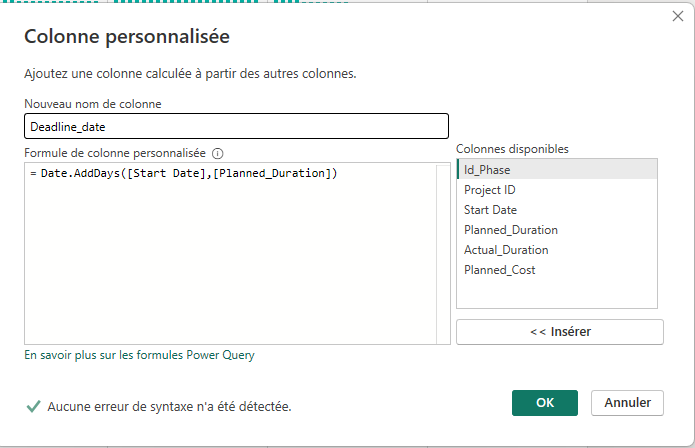 Colonne personnalisée
Ajoutez une colonne calculée à partir des autres colonnes.
Nouveau nom de colonne
Deadline_date
Formule de colonne personnalisée
= Date.AddDays([Start Date],[Planned_Duration])
Colonnes disponibles
Id_Phase
Project ID
Start Date
Planned_Duration
Actual_Duration
Planned_Cost
<< Insérer
En savoir plus sur les formules Power Query
Aucune erreur de syntaxe n'a été détectée.
OK
Annuler